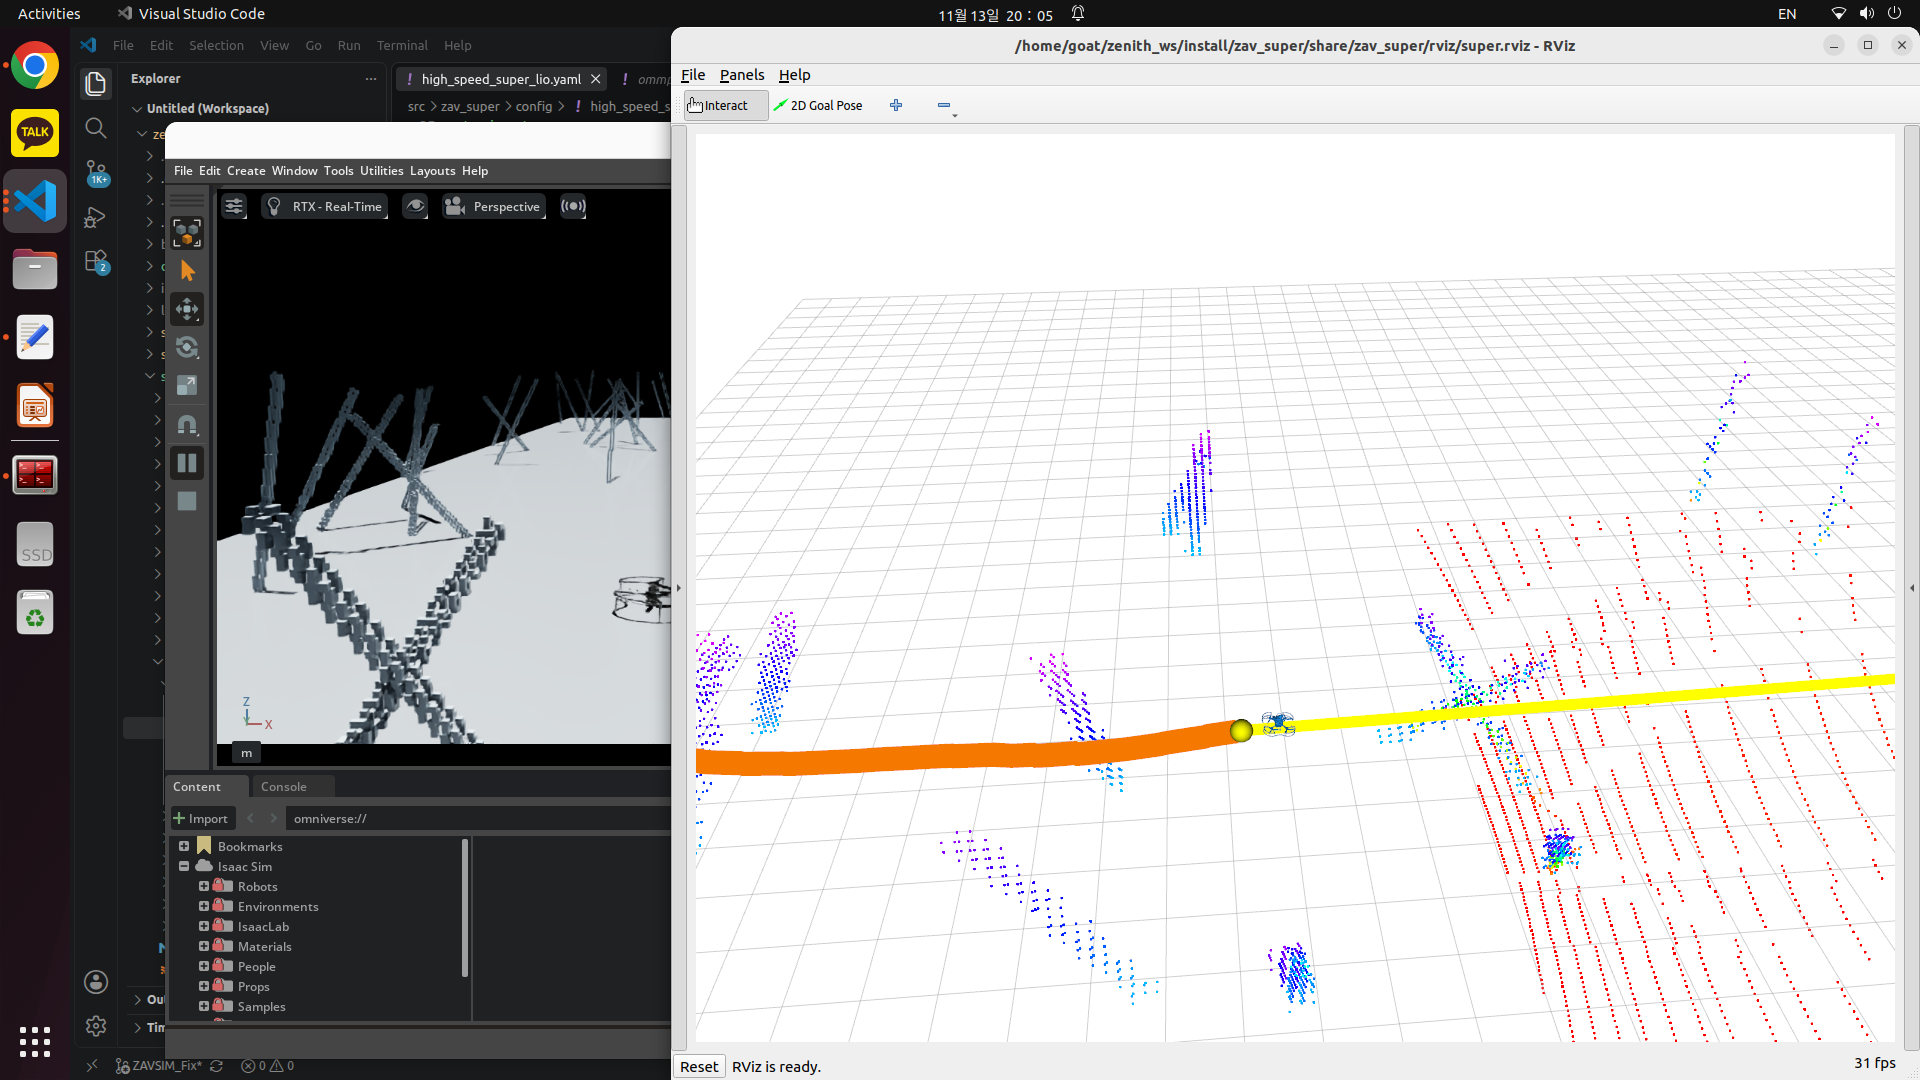 Activities
Visual Studio Code
11월 13일 20 : 05
EN
File Edit Selection View Go Run Terminal Help
/home/goat/zenith_ws/install/zav_super/share/zav_super/rviz/super.rviz - RViz
File Panels Help
Interact
2D Goal Pose
Explorer
high_speed_super_lio.yaml
Untitled (Workspace)
src > zav_super > config > ! high_speed_s
TALK
1K+
2
SSD
File Edit Create Window Tools Utilities Layouts Help
RTX - Real-Time
Perspective
Z
X
m
Content
Console
Import
omniverse://
Bookmarks
Isaac Sim
Robots
Environments
IsaacLab
Materials
People
Props
Samples
ZAVSIM_Fix*
0
0
Reset
RViz is ready.
31 fps